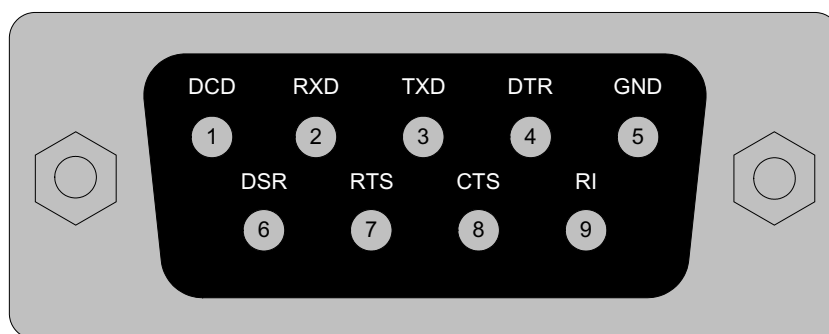 DCD RXD TXD DTR GND
1 2 3 4 5
DSR RTS CTS RI
6 7 8 9